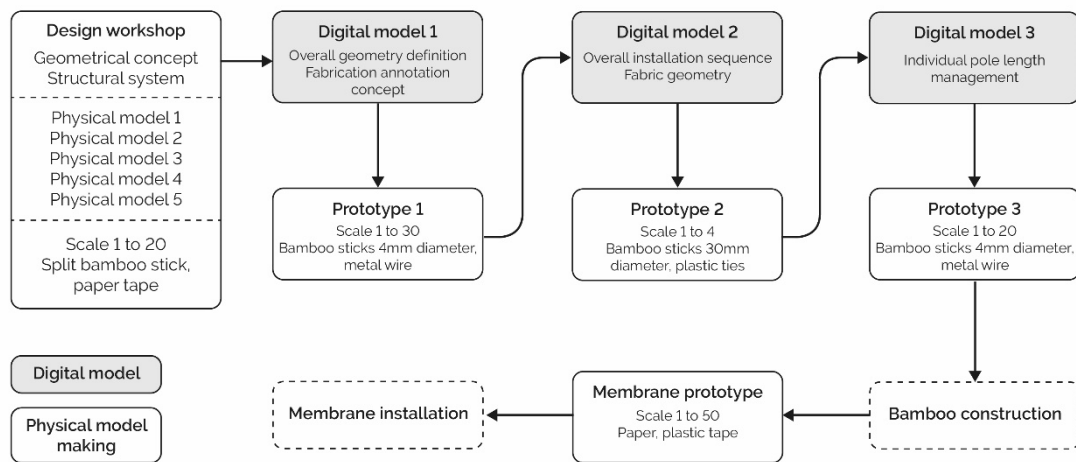 Design workshop
Geometrical concept
Structural system
Physical model 1
Physical model 2
Physical model 3
Physical model 4
Physical model 5
Scale 1 to 20
Split bamboo stick,
paper tape
Digital model 1
Overall geometry definition
Fabrication annotation
concept
Digital model 2
Overall installation sequence
Fabric geometry
Digital model 3
Individual pole length
management
Prototype 1
Scale 1 to 30
Bamboo sticks 4mm diameter,
metal wire
Prototype 2
Scale 1 to 4
Bamboo sticks 30mm
diameter, plastic ties
Prototype 3
Scale 1 to 20
Bamboo sticks 4mm diameter,
metal wire
Digital model
Physical model
making
Membrane installation
Membrane prototype
Scale 1 to 50
Paper, plastic tape
Bamboo construction